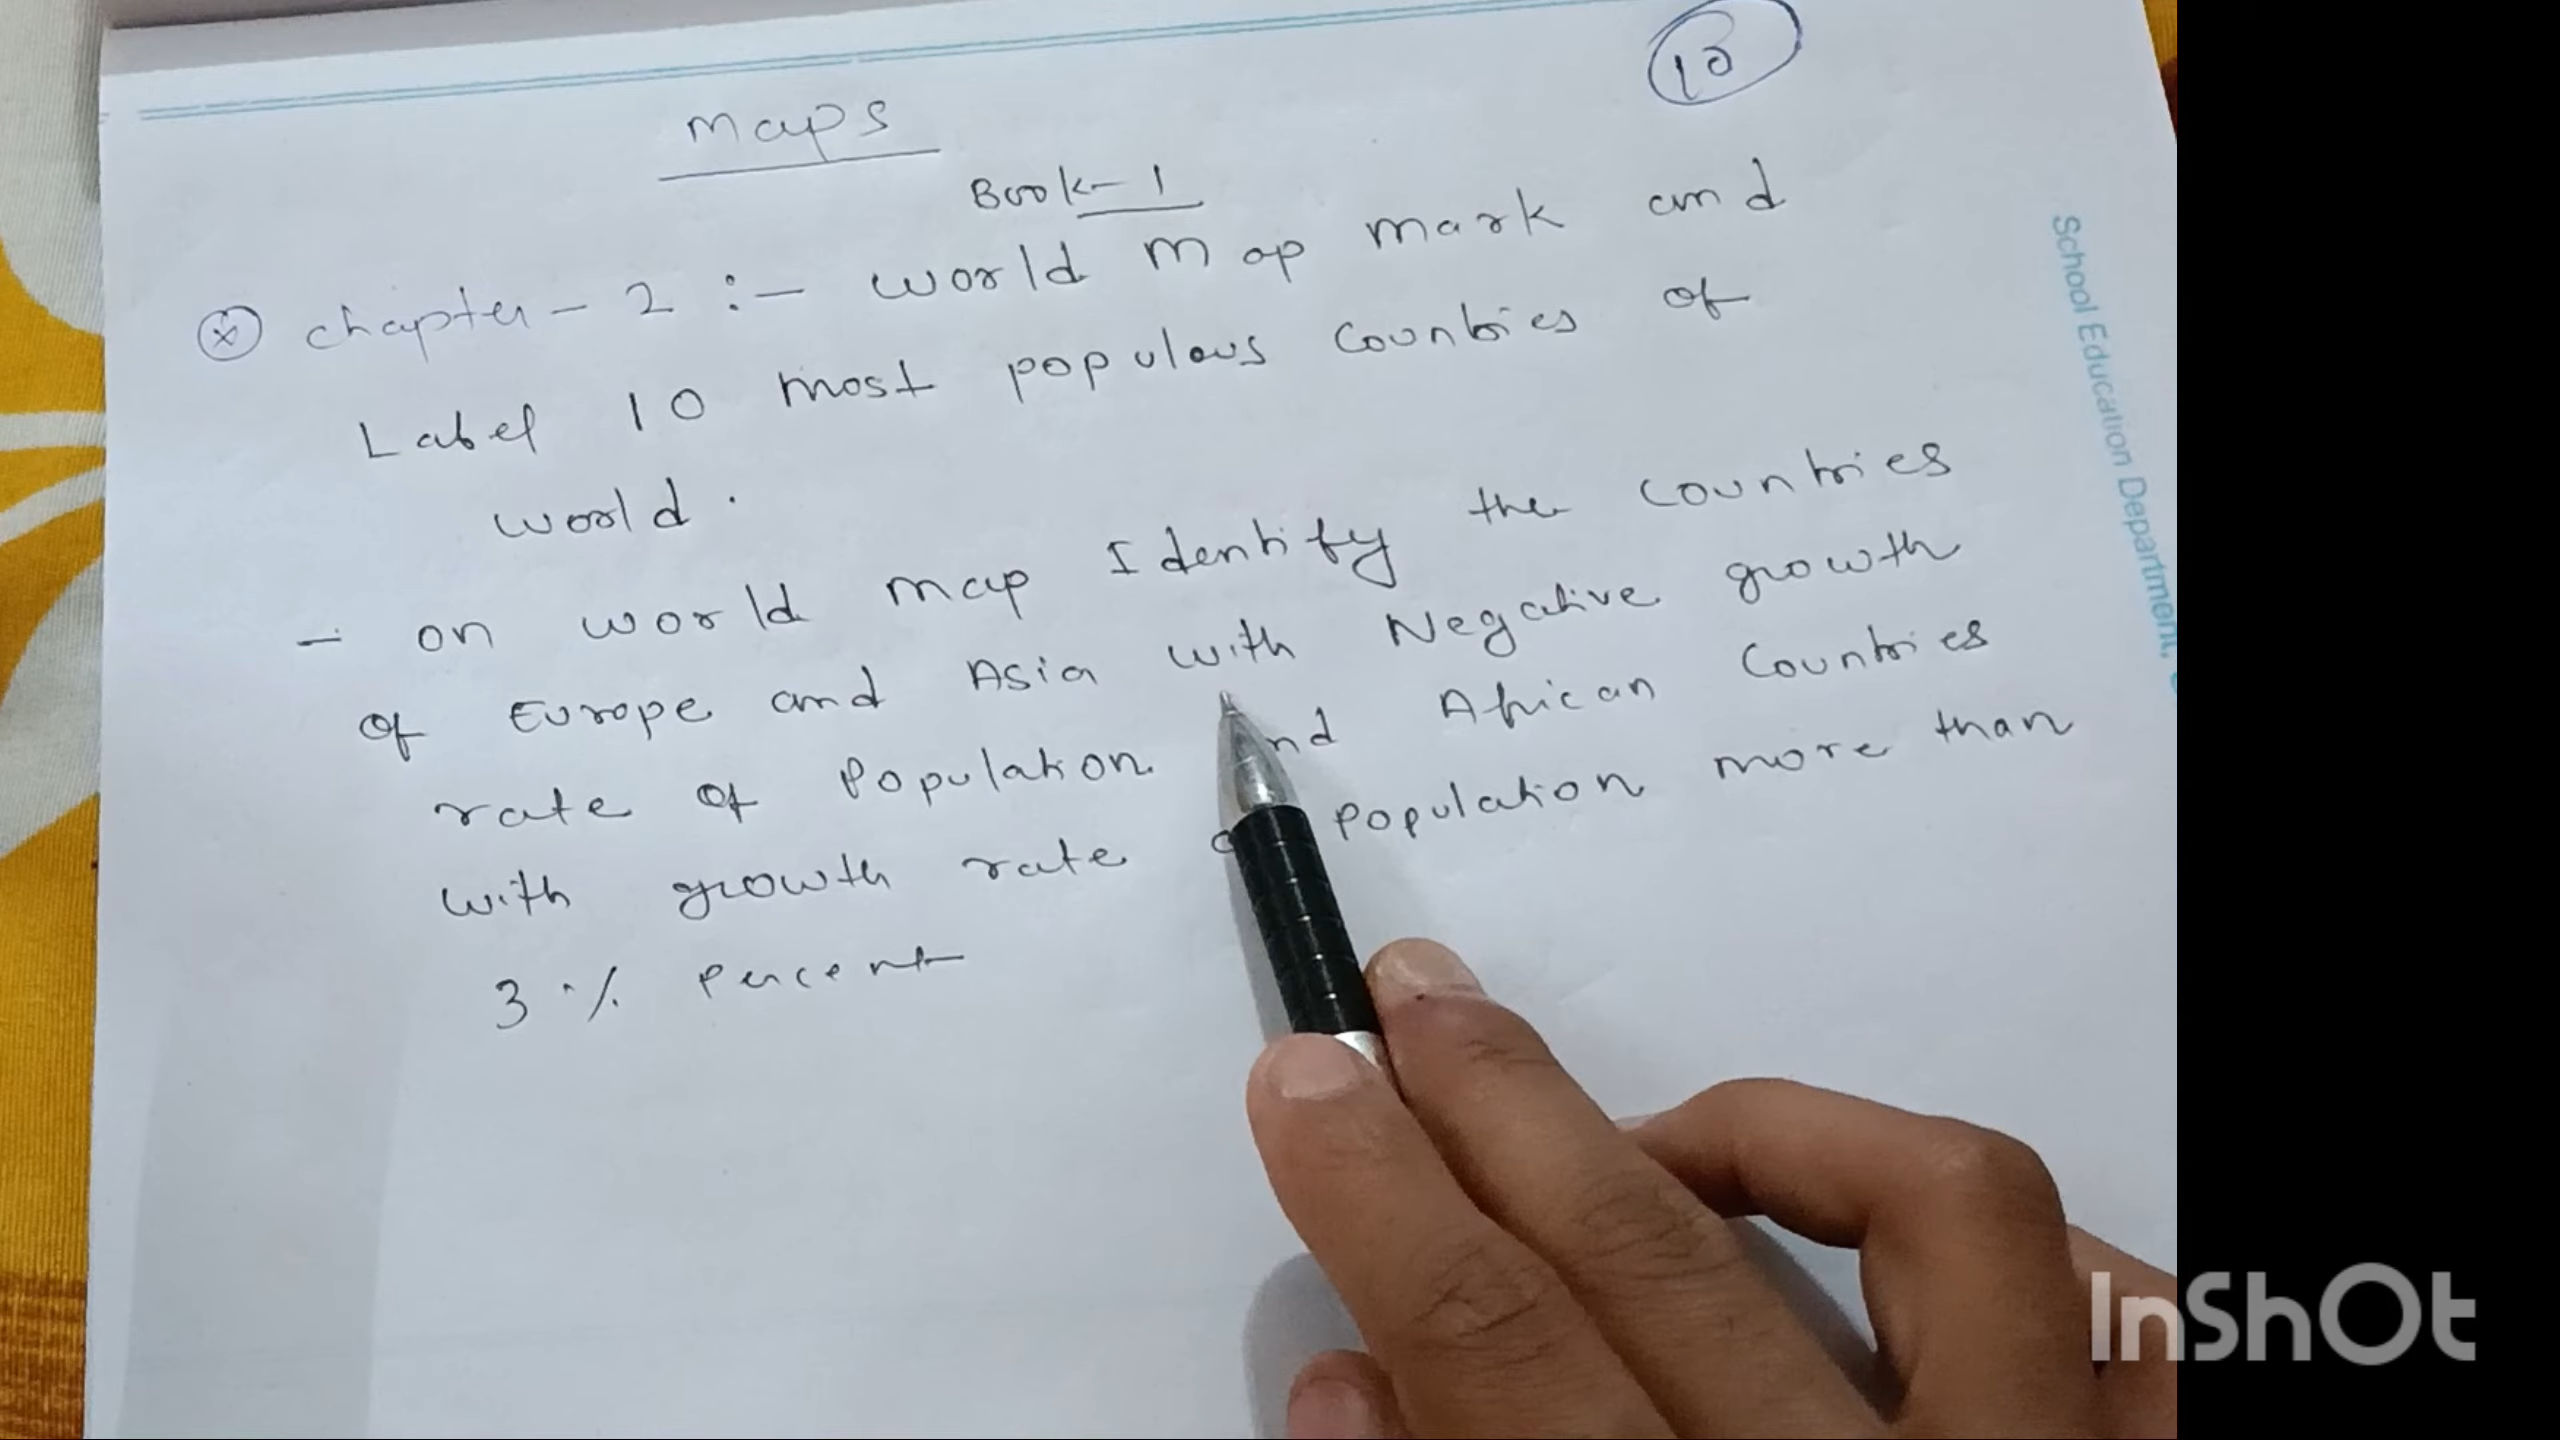 10
Maps
Book-1
chapter - 2 :- World Map Mark and
Label 10 most populous Countries of
world.
- on world map Identify the countries
of Europe and Asia with Negative growth
rate of Population nd African Countries
with growth rate population more than
3 % Percent
School Education Department,
InShOt